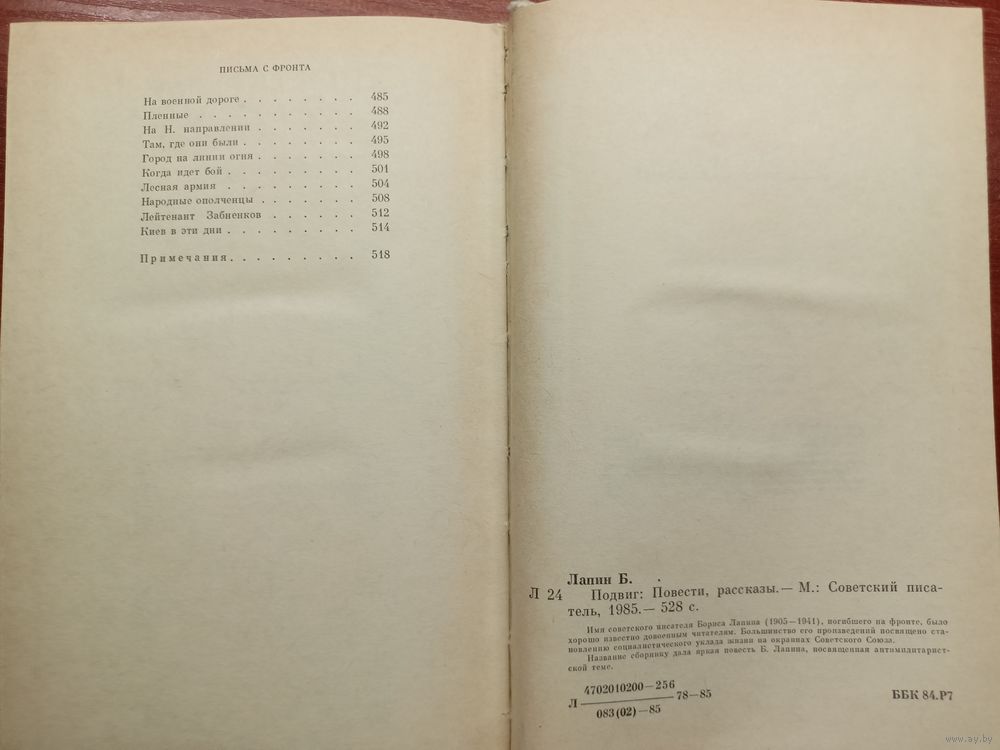 ПИСЬМА С ФРОНТА
На военной дороге . . . . . . . . 485
Пленные . . . . . . . . . . . 488
На Н. направлении . . . . . . . 492
Там, где они были . . . . . . . . 495
Город на линии огня . . . . . . . 498
Когда идет бой . . . . . . . . . 501
Лесная армия . . . . . . . . . 504
Народные ополченцы . . . . . . . 508
Лейтенант Забненков . . . . . . 512
Киев в эти дни . . . . . . . . . 514
Примечания . . . . . . . . . 518
Лапин Б.
Л 24 Подвиг: Повести, рассказы.— М.: Советский писа-
тель, 1985.— 528 с.
Имя советского писателя Бориса Лапина (1905—1941), погибшего на фронте, было
хорошо известно довоенным читателям. Большинство его произведений посвящено ста-
новлению социалистического уклада жизни на окраинах Советского Союза.
Название сборнику дала яркая повесть Б. Лапина, посвященная антимилитарист-
ской теме.
4702010200—256
Л 78—85
083(02)—85
ББК 84.Р7
www.ay.by